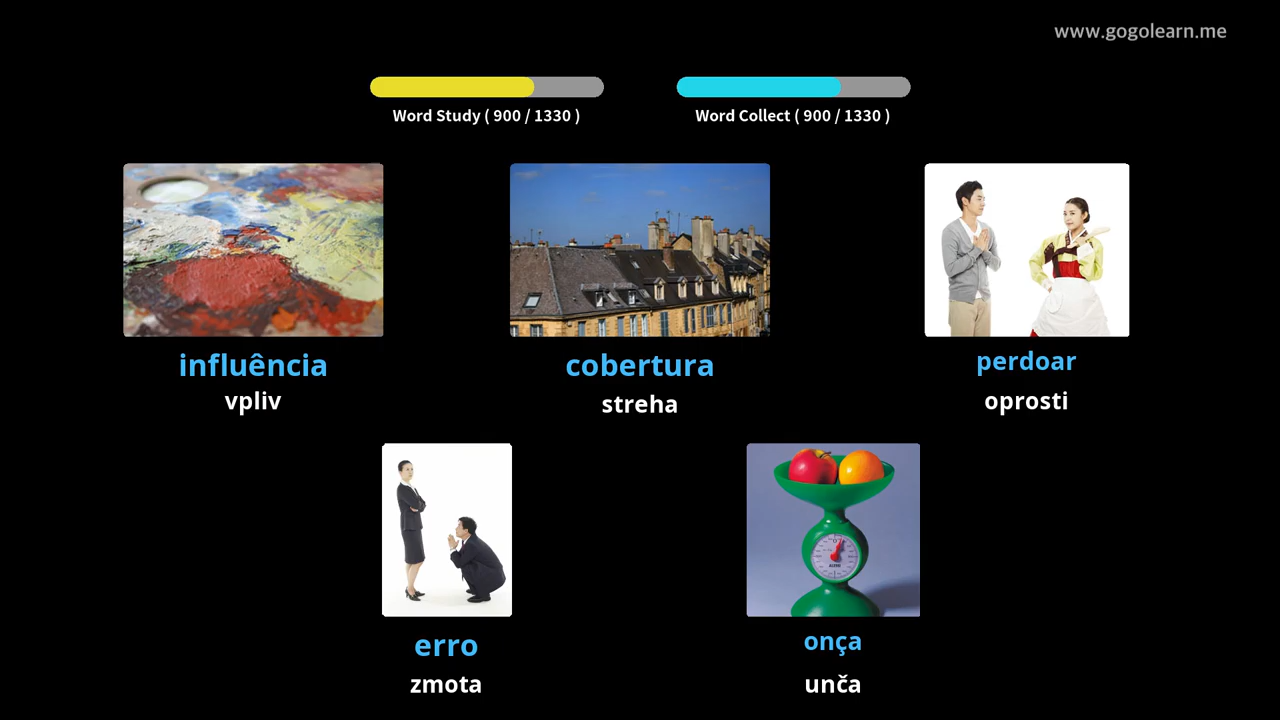 www.gogolearn.me
Word Study ( 900 / 1330 )
Word Collect ( 900 / 1330 )
influência
vpliv
cobertura
streha
perdoar
oprosti
erro
zmota
onça
unča